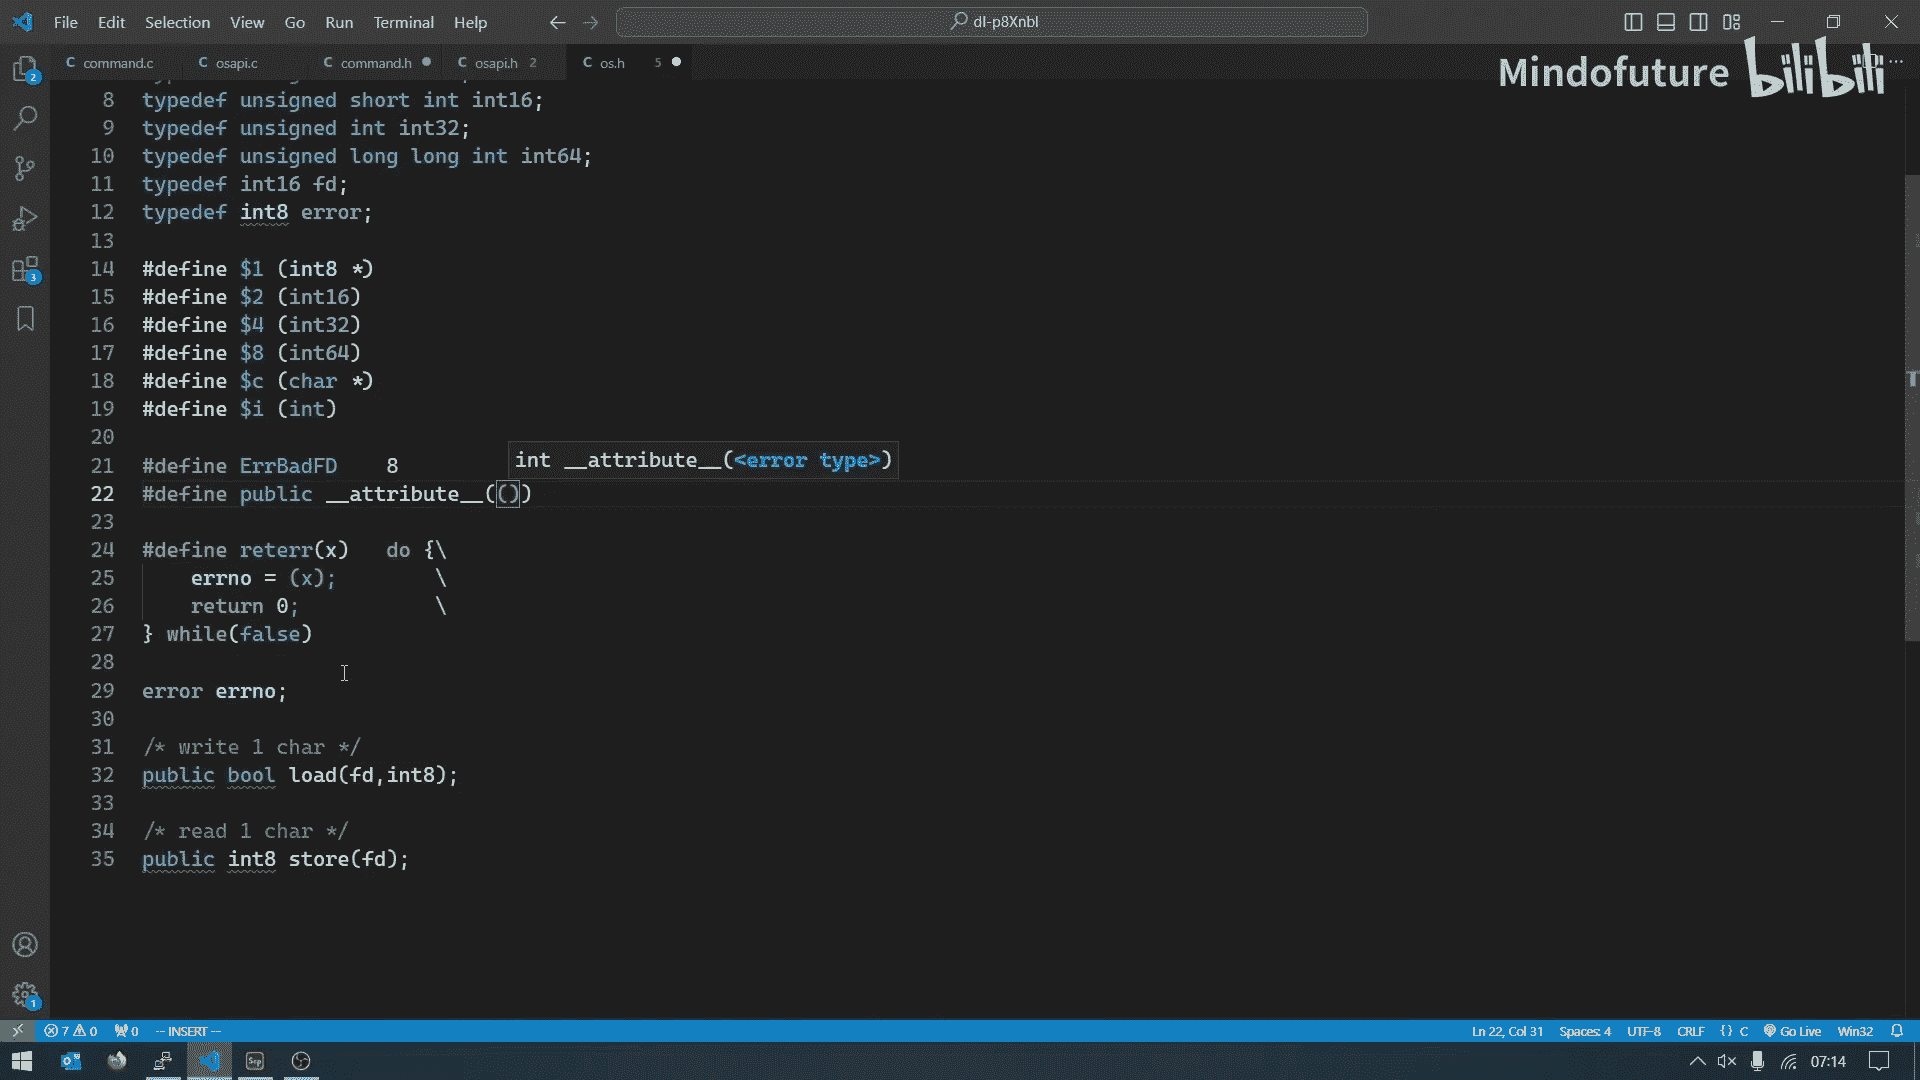 File Edit Selection View Go Run Terminal Help
dl-p8Xnbl
command.c osapi.c command.h osapi.h 2 os.h 5
Mindofuture bilibili
8 typedef unsigned short int int16;
9 typedef unsigned int int32;
10 typedef unsigned long long int int64;
11 typedef int16 fd;
12 typedef int8 error;
13
14 #define $1 (int8 *)
15 #define $2 (int16)
16 #define $4 (int32)
17 #define $8 (int64)
18 #define $c (char *)
19 #define $i (int)
20
int __attribute__(<error type>)
21 #define ErrBadFD 8
22 #define public __attribute__(())
23
24 #define reterr(x) do {\
25 errno = (x); \
26 return 0; \
27 } while(false)
28
29 error errno;
30
31 /* write 1 char */
32 public bool load(fd,int8);
33
34 /* read 1 char */
35 public int8 store(fd);
2
3
1
7 0 0 -- INSERT -- Ln 22, Col 31 Spaces: 4 UTF-8 CRLF {} C Go Live Win32
07:14